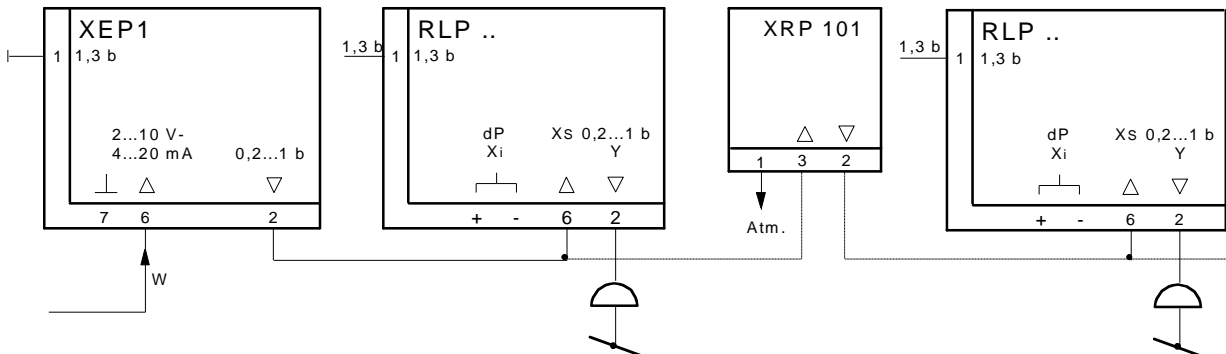 XEP1
1 1,3 b
2...10 V-
4...20 mA 0,2...1 b
7 6 2
W
RLP ..
1,3 b 1 1,3 b
dP Xs 0,2...1 b
Xi Y
+ - 6 2
XRP 101
1 3 2
Atm.
RLP ..
1,3 b 1 1,3 b
dP Xs 0,2...1 b
Xi Y
+ - 6 2